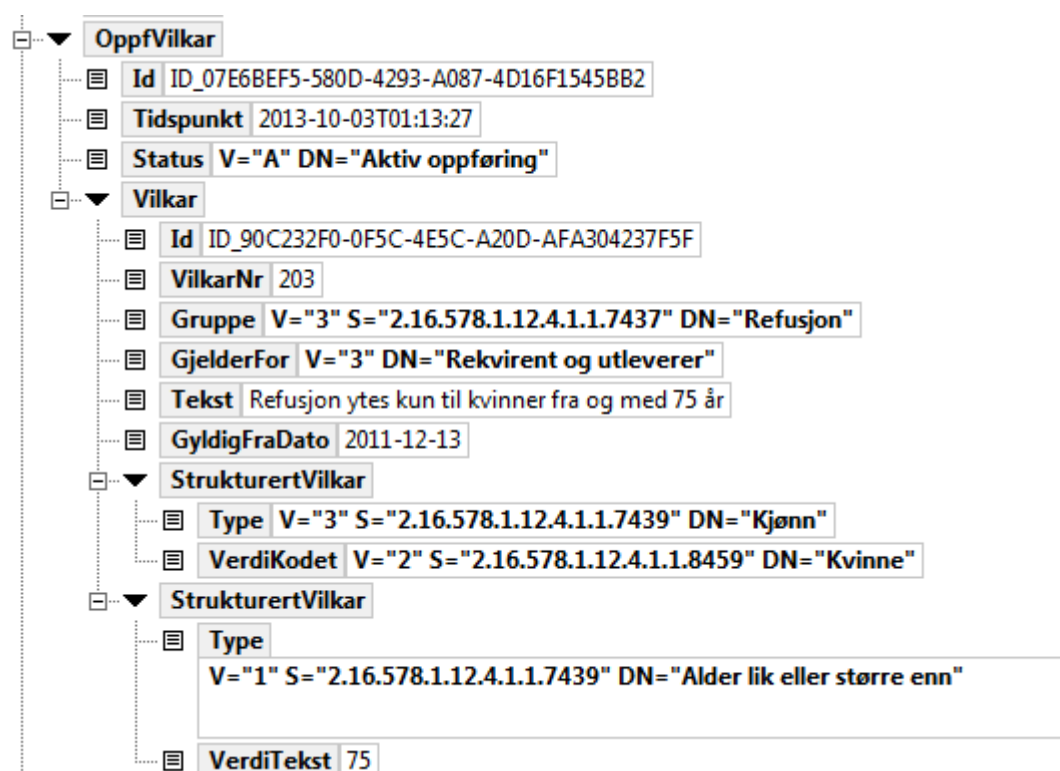 OppfVilkar
Id ID_07E6BEF5-580D-4293-A087-4D16F1545BB2
Tidspunkt 2013-10-03T01:13:27
Status V="A" DN="Aktiv oppføring"
Vilkar
Id ID_90C232F0-0F5C-4E5C-A20D-AFA304237F5F
VilkarNr 203
Gruppe V="3" S="2.16.578.1.12.4.1.1.7437" DN="Refusjon"
GjelderFor V="3" DN="Rekvirent og utleverer"
Tekst Refusjon ytes kun til kvinner fra og med 75 år
GyldigFraDato 2011-12-13
StrukturertVilkar
Type V="3" S="2.16.578.1.12.4.1.1.7439" DN="Kjønn"
VerdiKodet V="2" S="2.16.578.1.12.4.1.1.8459" DN="Kvinne"
StrukturertVilkar
Type
V="1" S="2.16.578.1.12.4.1.1.7439" DN="Alder lik eller større enn"
VerdiTekst 75